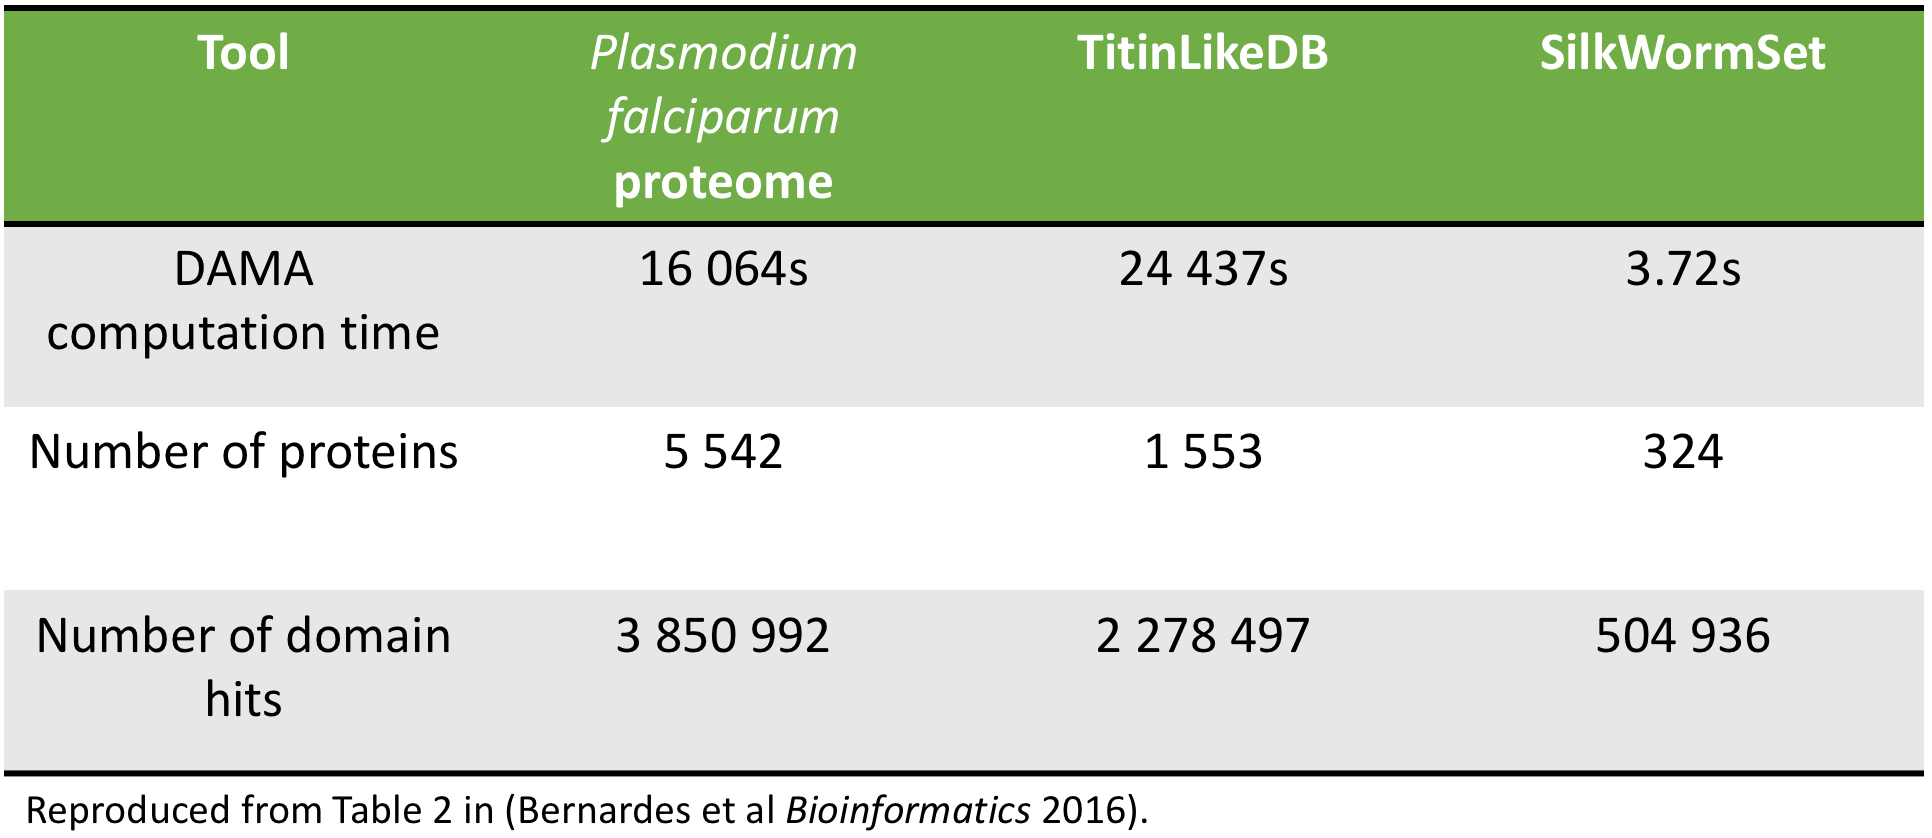 Tool Plasmodium TitinLikeDB SilkWormSet
falciparum
proteome
DAMA 16 064s 24 437s 3.72s
computation time
Number of proteins 5 542 1 553 324
Number of domain 3 850 992 2 278 497 504 936
hits
Reproduced from Table 2 in (Bernardes et al Bioinformatics 2016).